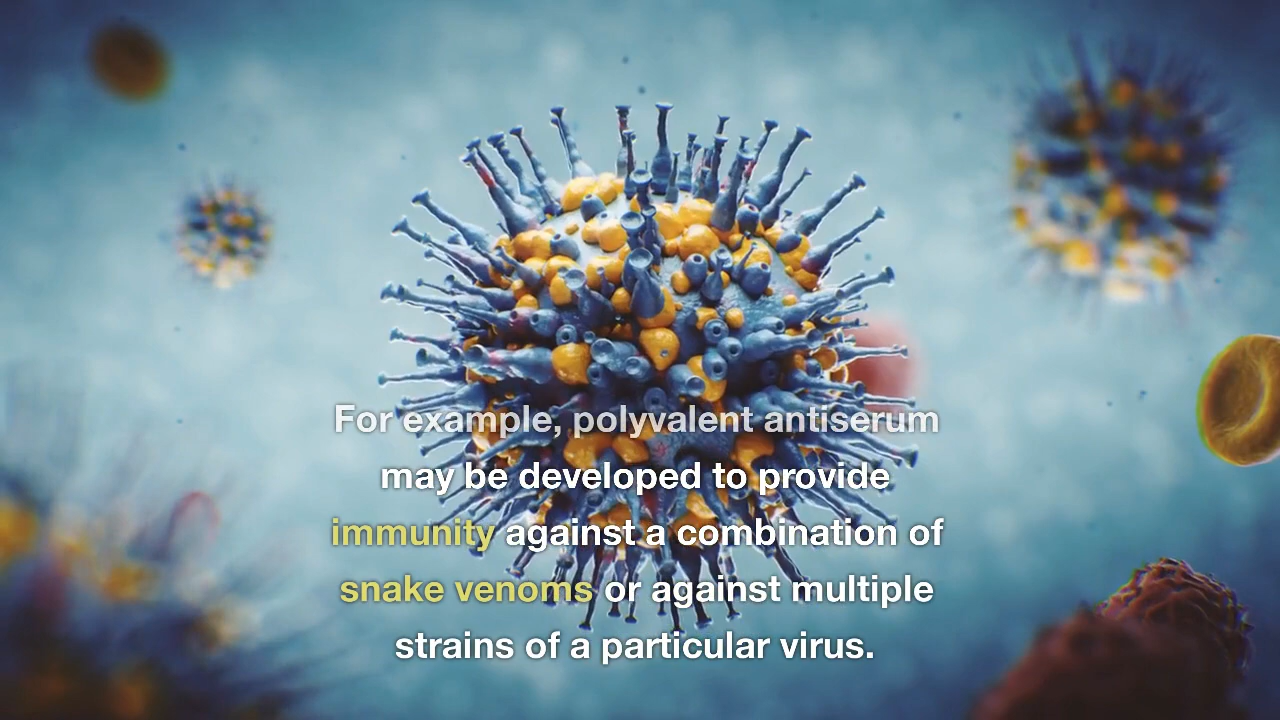 For example, polyvalent antiserum
may be developed to provide
immunity against a combination of
snake venoms or against multiple
strains of a particular virus.